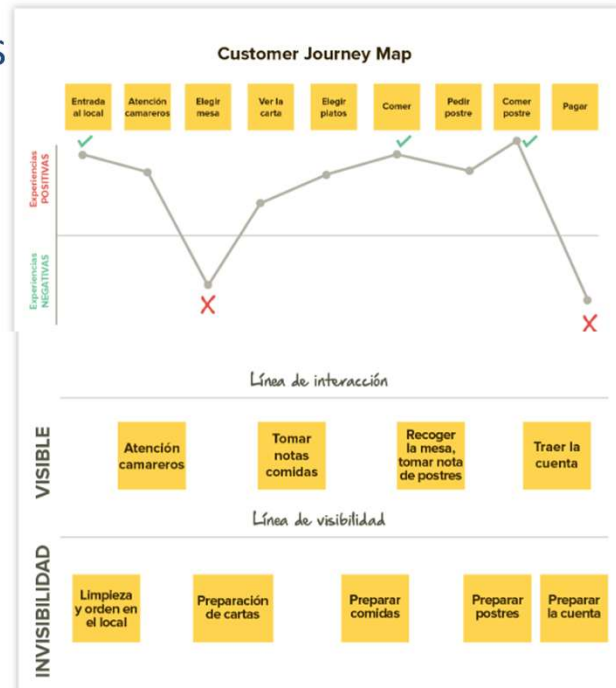 s
Customer Journey Map
Entrada
al local
Atención
camareros
Elegir
mesa
Ver la
carta
Elegir
platos
Comer
Pedir
postre
Comer
postre
Pagar
Experiencias
POSITIVAS
Experiencias
NEGATIVAS
Línea de interacción
VISIBLE
Atención
camareros
Tomar
notas
comidas
Recoger
la mesa,
tomar nota
de postres
Traer la
cuenta
Línea de visibilidad
INVISIBILIDAD
Limpieza
y orden en
el local
Preparación
de cartas
Preparar
comidas
Preparar
postres
Preparar
la cuenta